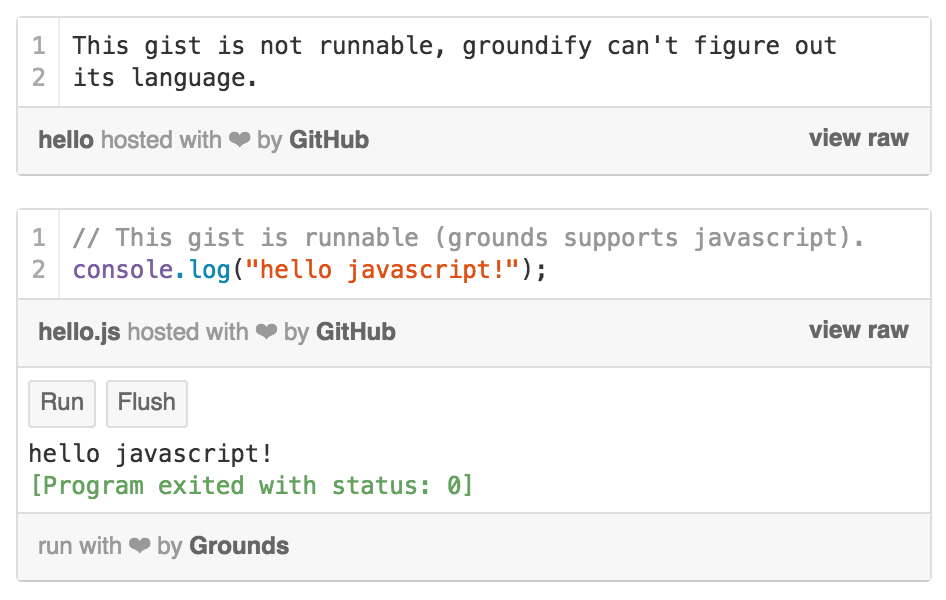 1 This gist is not runnable, groundify can't figure out
2 its language.
hello hosted with ❤ by GitHub view raw
1 // This gist is runnable (grounds supports javascript).
2 console.log("hello javascript!");
hello.js hosted with ❤ by GitHub view raw
Run Flush
hello javascript!
[Program exited with status: 0]
run with ❤ by Grounds